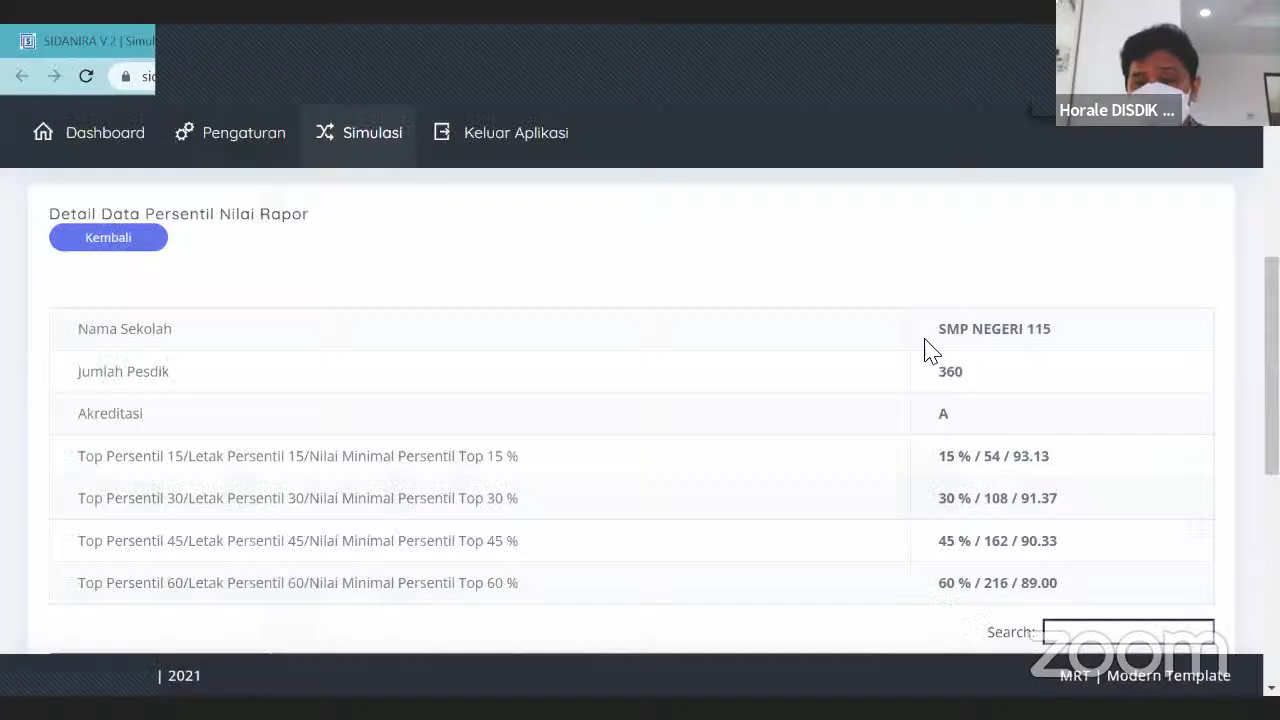 SIDANIRA V.2 | Simul
sid
Horale DISDIK ...
Dashboard
Pengaturan
Simulasi
Keluar Aplikasi
Detail Data Persentil Nilai Rapor
Kembali
Nama Sekolah SMP NEGERI 115
Jumlah Pesdik 360
Akreditasi A
Top Persentil 15/Letak Persentil 15/Nilai Minimal Persentil Top 15 % 15 % / 54 / 93.13
Top Persentil 30/Letak Persentil 30/Nilai Minimal Persentil Top 30 % 30 % / 108 / 91.37
Top Persentil 45/Letak Persentil 45/Nilai Minimal Persentil Top 45 % 45 % / 162 / 90.33
Top Persentil 60/Letak Persentil 60/Nilai Minimal Persentil Top 60 % 60 % / 216 / 89.00
Search:
zoom
| 2021
MRT | Modern Template